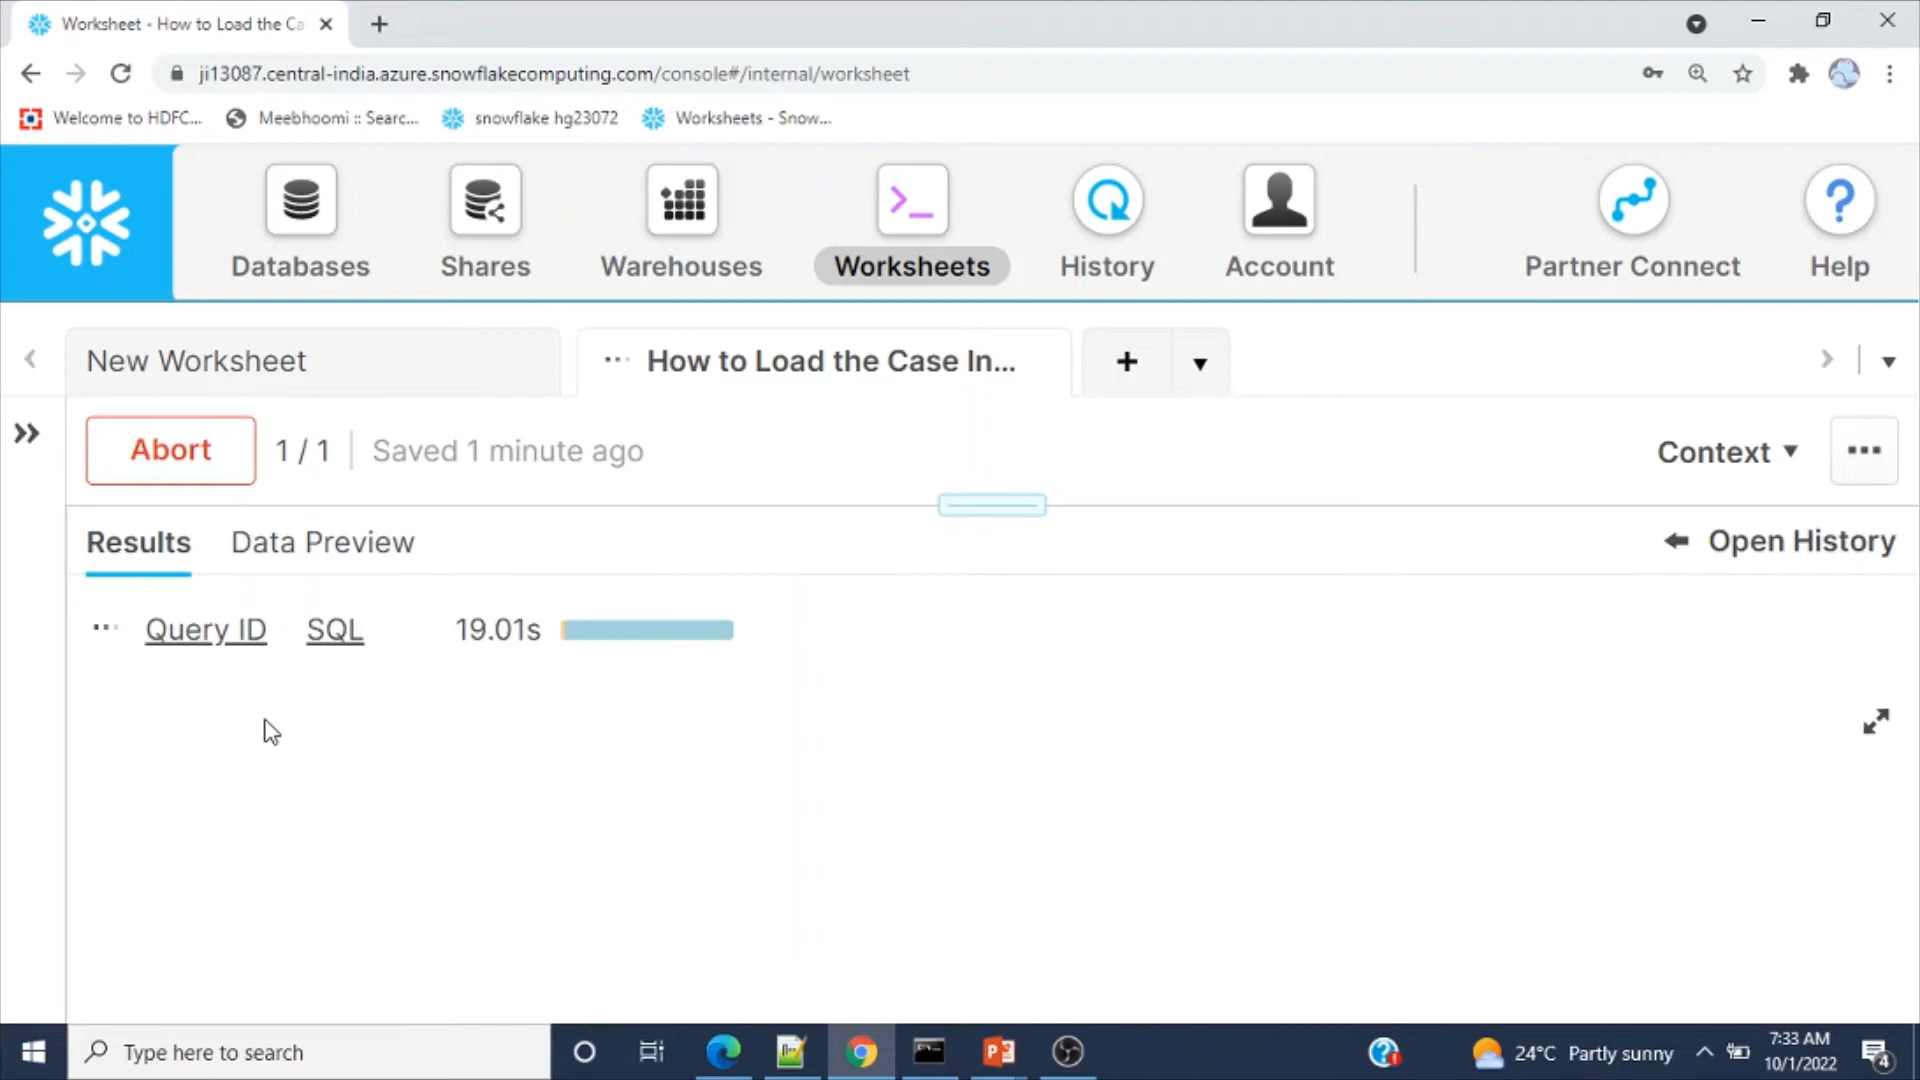 Worksheet - How to Load the Ca
ji13087.central-india.azure.snowflakecomputing.com/console#/internal/worksheet
Welcome to HDFC... Meebhoomi :: Searc... snowflake hg23072 Worksheets - Snow...
Databases Shares Warehouses Worksheets History Account Partner Connect Help
New Worksheet ... How to Load the Case In... +
Abort 1 / 1 Saved 1 minute ago Context ...
Results Data Preview Open History
... Query ID SQL 19.01s
Type here to search 24°C Partly sunny 7:33 AM
10/1/2022 4